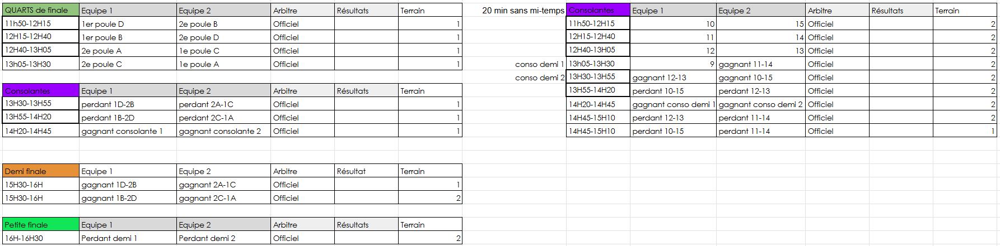 QUARTS de finale Equipe 1 Equipe 2 Arbitre Résultats Terrain
11h50-12H15 1er poule D 2e poule B Officiel 1
12H15-12H40 1er poule B 2e poule D Officiel 1
12H40-13H05 2e poule A 1e poule C Officiel 1
13h05-13H30 2e poule C 1e poule A Officiel 1
Consolantes Equipe 1 Equipe 2 Arbitre Résultats Terrain
13H30-13H55 perdant 1D-2B perdant 2A-1C Officiel 1
13H55-14H20 perdant 1B-2D perdant 2C-1A Officiel 1
14H20-14H45 gagnant consolante 1 gagnant consolante 2 Officiel 1
Demi finale Equipe 1 Equipe 2 Arbitre Résultat Terrain
15H30-16H gagnant 1D-2B gagnant 2A-1C Officiel 1
15H30-16H gagnant 1B-2D gagnant 2C-1A Officiel 2
Petite finale Equipe 1 Equipe 2 Arbitre Résultats Terrain
16H-16H30 Perdant demi 1 Perdant demi 2 Officiel 2
20 min sans mi-temps Consolantes Equipe 1 Equipe 2 Arbitre Résultats Terrain
11h50-12H15 10 15 Officiel 2
12H15-12H40 11 14 Officiel 2
12H40-13H05 12 13 Officiel 2
conso demi 1 13h05-13H30 9 gagnant 11-14 Officiel 2
conso demi 2 13H30-13H55 gagnant 12-13 gagnant 10-15 Officiel 2
13H55-14H20 perdant 10-15 perdant 12-13 Officiel 2
14H20-14H45 gagnant conso demi 1 gagnant conso demi 2 Officiel 2
14H45-15H10 perdant 12-13 perdant 11-14 Officiel 2
14H45-15H10 perdant 10-15 perdant 11-14 Officiel 1